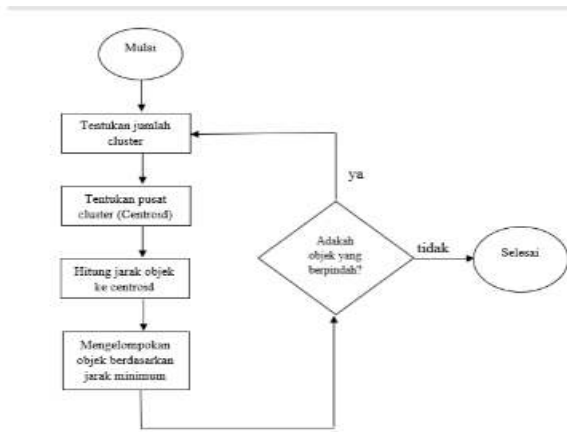 Mulai
Tentukan jumlah
cluster
Tentukan pusat
cluster (Centroid)
Hitung jarak objek
ke centroid
Mengelompokan
objek berdasarkan
jarak minimum
ya
Adakah
objek yang
berpindah?
tidak
Selesai